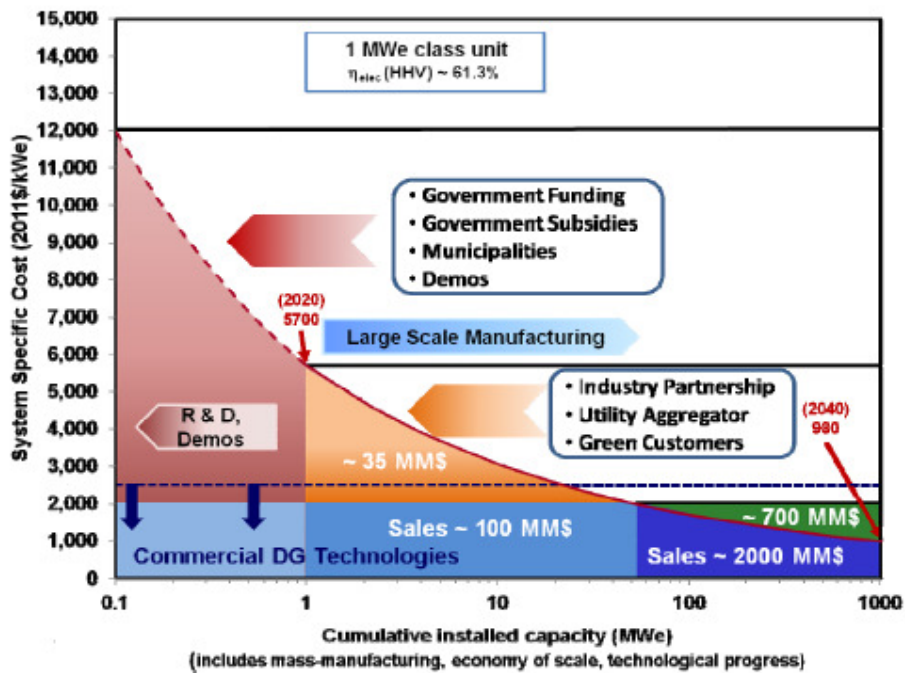 15,000
14,000
13,000
12,000
11,000
10,000
9,000
8,000
7,000
6,000
5,000
4,000
3,000
2,000
1,000
0
System Specific Cost (2011$/kWe)
1 MWe class unit
η elec (HHV) ~ 61.3%
• Government Funding
• Government Subsidies
• Municipalities
• Demos
(2020)
5700
Large Scale Manufacturing
• Industry Partnership
• Utility Aggregator
• Green Customers
(2040)
980
R & D,
Demos
~ 35 MM$
~ 700 MM$
Sales ~ 100 MM$
Commercial DG Technologies
Sales ~ 2000 MM$
0.1
1
10
100
1000
Cumulative installed capacity (MWe)
(includes mass-manufacturing, economy of scale, technological progress)